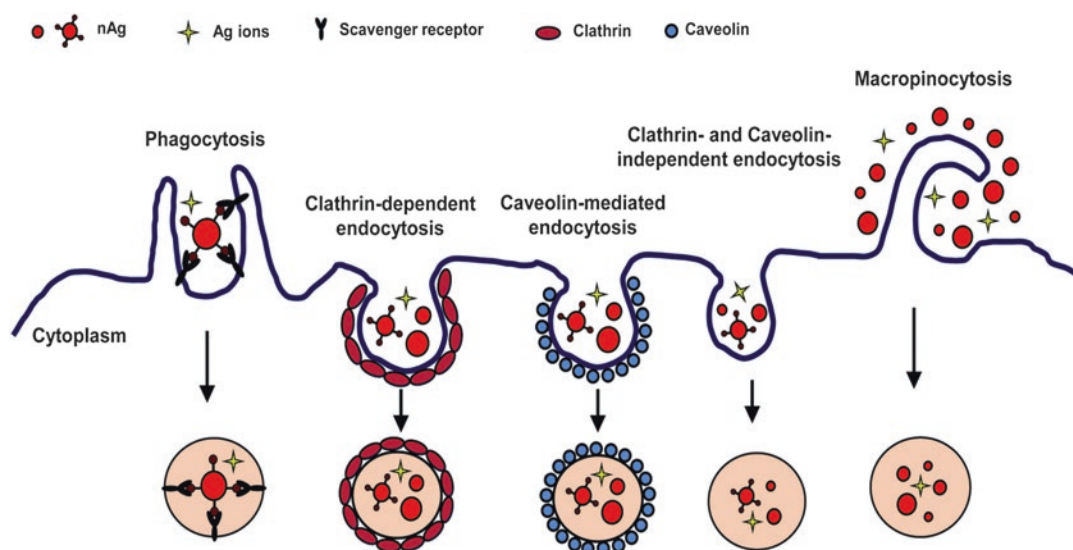 nAg
Ag ions
Scavenger receptor
Clathrin
Caveolin
Macropinocytosis
Phagocytosis
Clathrin- and Caveolin-
independent endocytosis
Clathrin-dependent
endocytosis
Caveolin-mediated
endocytosis
Cytoplasm